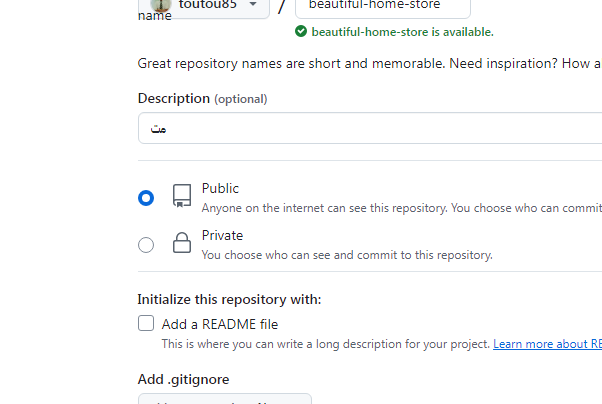 toutou85 / beautiful-home-store
name
beautiful-home-store is available.
Great repository names are short and memorable. Need inspiration? How a
Description (optional)
مت
Public
Anyone on the internet can see this repository. You choose who can commit
Private
You choose who can see and commit to this repository.
Initialize this repository with:
Add a README file
This is where you can write a long description for your project. Learn more about RE
Add .gitignore